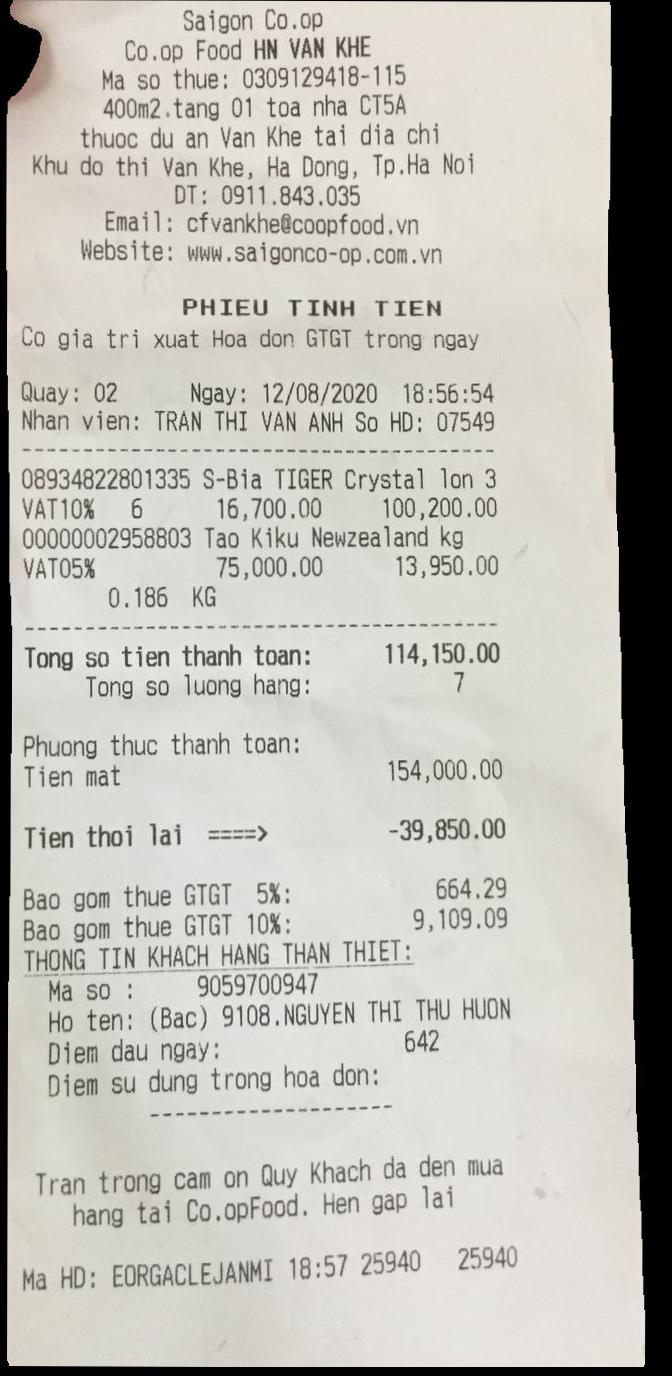 Saigon Co.op
Co.op Food HN VAN KHE
Ma so thue: 0309129418-115
400m2.tang 01 toa nha CT5A
thuoc du an Van Khe tai dia chi
Khu do thi Van Khe, Ha Dong, Tp.Ha Noi
DT: 0911.843.035
Email: cfvankhe@coopfood.vn
Website: www.saigonco-op.com.vn
PHIEU TINH TIEN
Co gia tri xuat Hoa don GTGT trong ngay
Quay: 02 Ngay: 12/08/2020 18:56:54
Nhan vien: TRAN THI VAN ANH So HD: 07549
----------------------------------------
08934822801335 S-Bia TIGER Crystal lon 3
VAT10% 6 16,700.00 100,200.00
00000002958803 Tao Kiku Newzealand kg
VAT05% 75,000.00 13,950.00
0.186 KG
----------------------------------------
Tong so tien thanh toan: 114,150.00
Tong so luong hang: 7
Phuong thuc thanh toan:
Tien mat 154,000.00
Tien thoi lai ====> -39,850.00
Bao gom thue GTGT 5%: 664.29
Bao gom thue GTGT 10%: 9,109.09
THONG TIN KHACH HANG THAN THIET:
Ma so : 9059700947
Ho ten: (Bac) 9108.NGUYEN THI THU HUON
Diem dau ngay: 642
Diem su dung trong hoa don:
--------------------
Tran trong cam on Quy Khach da den mua
hang tai Co.opFood. Hen gap lai
Ma HD: EORGACLEJANMI 18:57 25940 25940